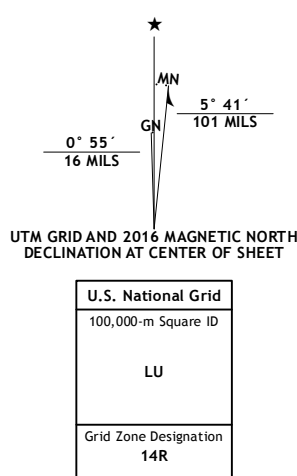 ★
MN
GN
5° 41´
101 MILS
0° 55´
16 MILS
UTM GRID AND 2016 MAGNETIC NORTH
DECLINATION AT CENTER OF SHEET
U.S. National Grid
100,000-m Square ID
LU
Grid Zone Designation
14R